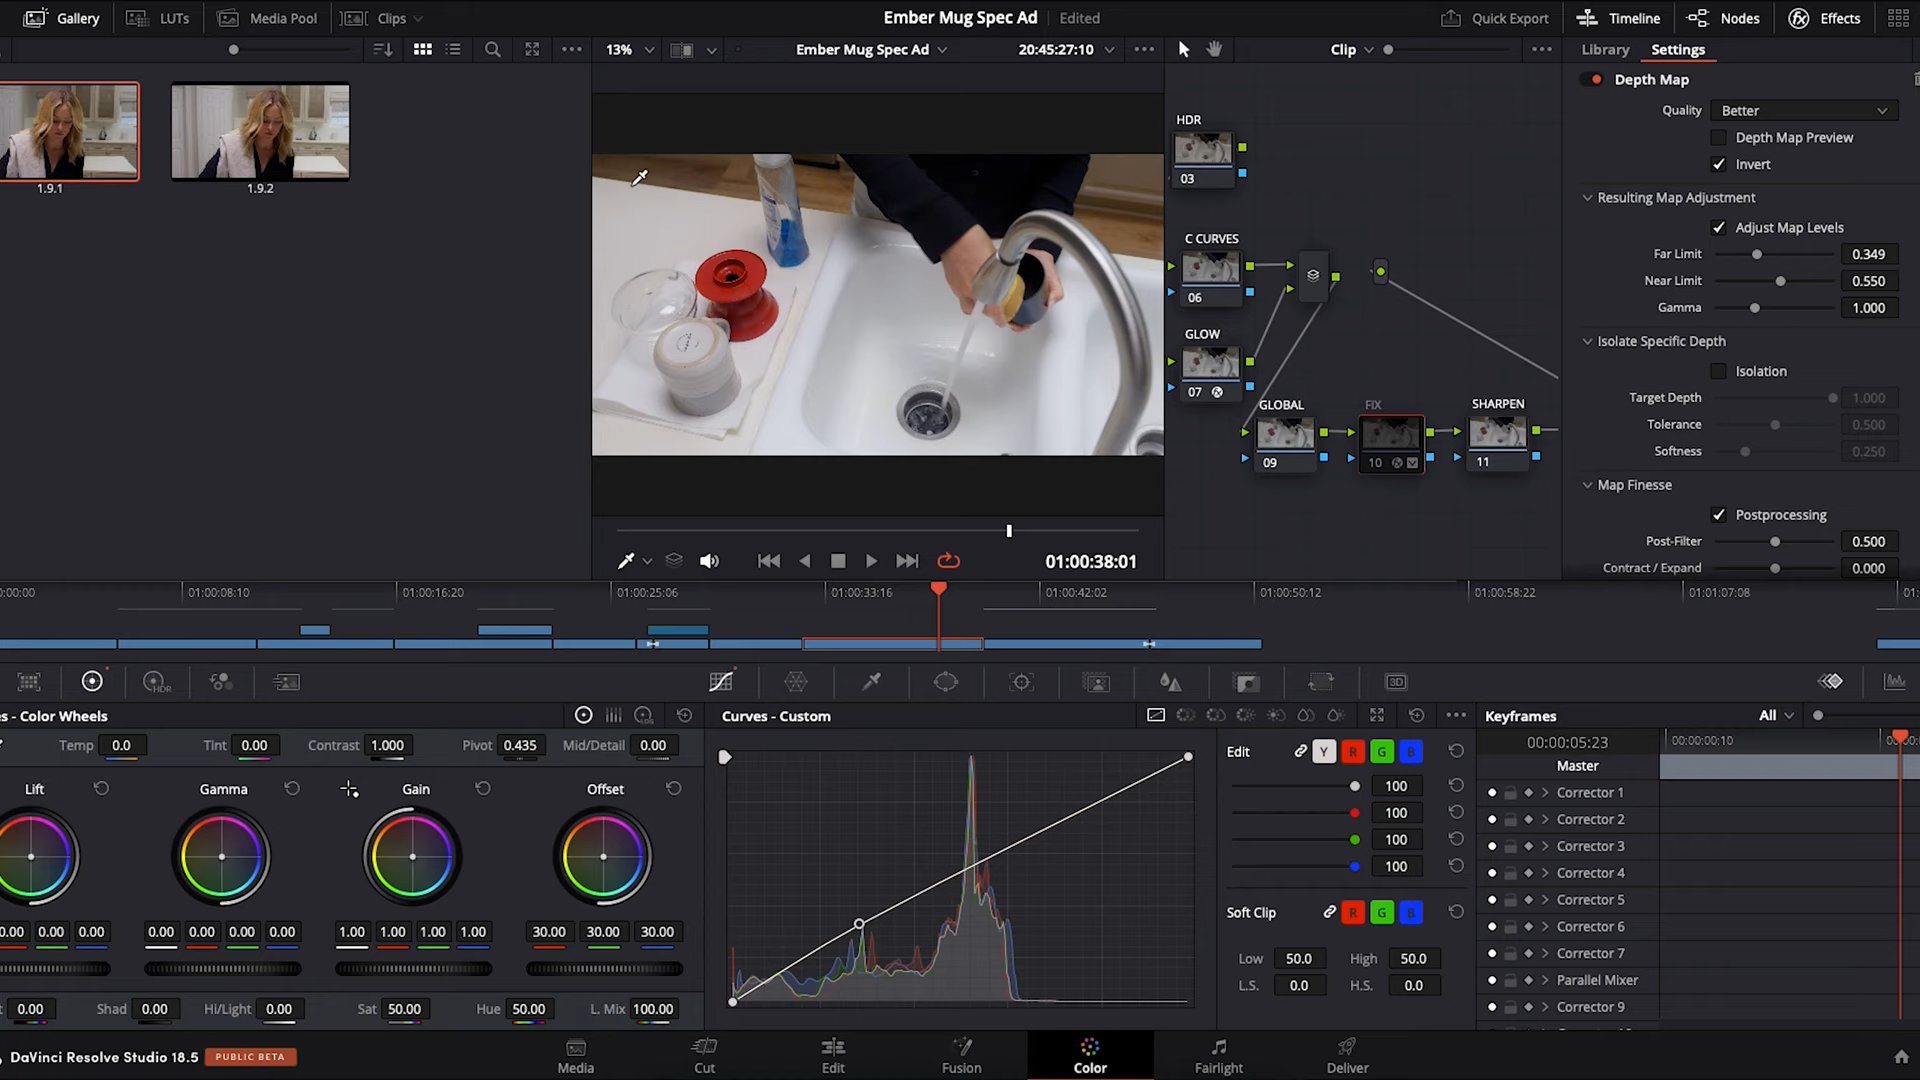 Gallery LUTs Media Pool Clips Ember Mug Spec Ad Edited Quick Export Timeline Nodes Effects
13% Ember Mug Spec Ad 20:45:27:10 Clip Library Settings
Depth Map
Quality Better
Depth Map Preview
Invert
Resulting Map Adjustment
Adjust Map Levels
Far Limit 0.349
Near Limit 0.550
Gamma 1.000
Isolate Specific Depth
Isolation
Target Depth 1.000
Tolerance 0.500
Softness 0.250
Map Finesse
Postprocessing
Post-Filter 0.500
Contract / Expand 0.000
1.9.1 1.9.2
HDR
03
C CURVES
06
GLOW
07
GLOBAL FIX SHARPEN
09 10 11
01:00:38:01
:00:00 01:00:08:10 01:00:16:20 01:00:25:06 01:00:33:16 01:00:42:02 01:00:50:12 01:00:58:22 01:01:07:08 01:
HDR LOG 3D
s - Color Wheels
Temp 0.0 Tint 0.00 Contrast 1.000 Pivot 0.435 Mid/Detail 0.00
Lift Gamma Gain Offset
0.00 0.00 0.00 0.00 0.00 0.00 0.00 1.00 1.00 1.00 1.00 30.00 30.00 30.00
t 0.00 Shad 0.00 Hi/Light 0.00 Sat 50.00 Hue 50.00 L. Mix 100.00
Curves - Custom
Edit Y R G B
100
100
100
100
Soft Clip R G B
Low 50.0 High 50.0
L.S. 0.0 H.S. 0.0
Keyframes All
00:00:05:23 00:00:00:10 00:0
Master
Corrector 1
Corrector 2
Corrector 3
Corrector 4
Corrector 5
Corrector 6
Corrector 7
Parallel Mixer
Corrector 9
DaVinci Resolve Studio 18.5 PUBLIC BETA
Media Cut Edit Fusion Color Fairlight Deliver